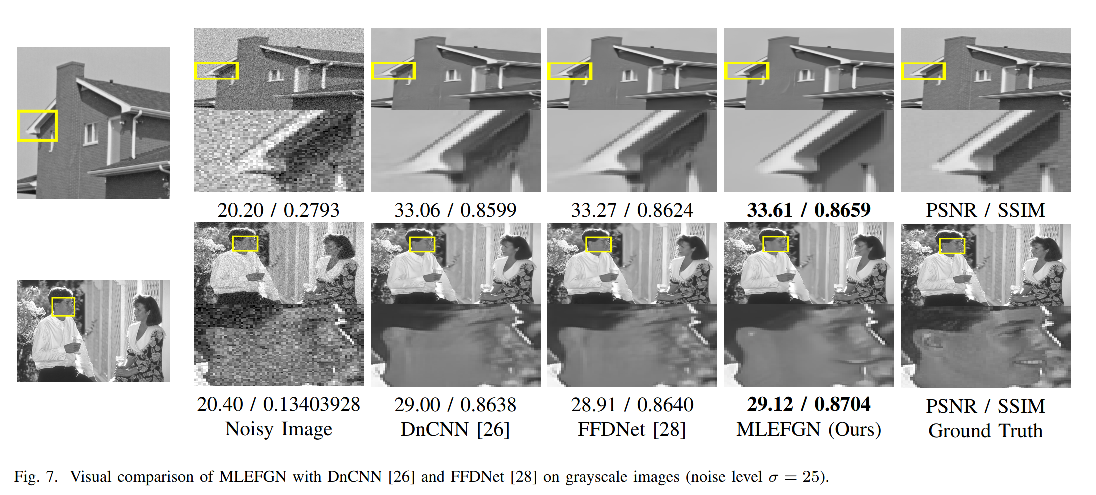 20.20 / 0.2793 33.06 / 0.8599 33.27 / 0.8624 33.61 / 0.8659 PSNR / SSIM
20.40 / 0.13403928 29.00 / 0.8638 28.91 / 0.8640 29.12 / 0.8704 PSNR / SSIM
Noisy Image DnCNN [26] FFDNet [28] MLEFGN (Ours) Ground Truth
Fig. 7. Visual comparison of MLEFGN with DnCNN [26] and FFDNet [28] on grayscale images (noise level σ = 25).